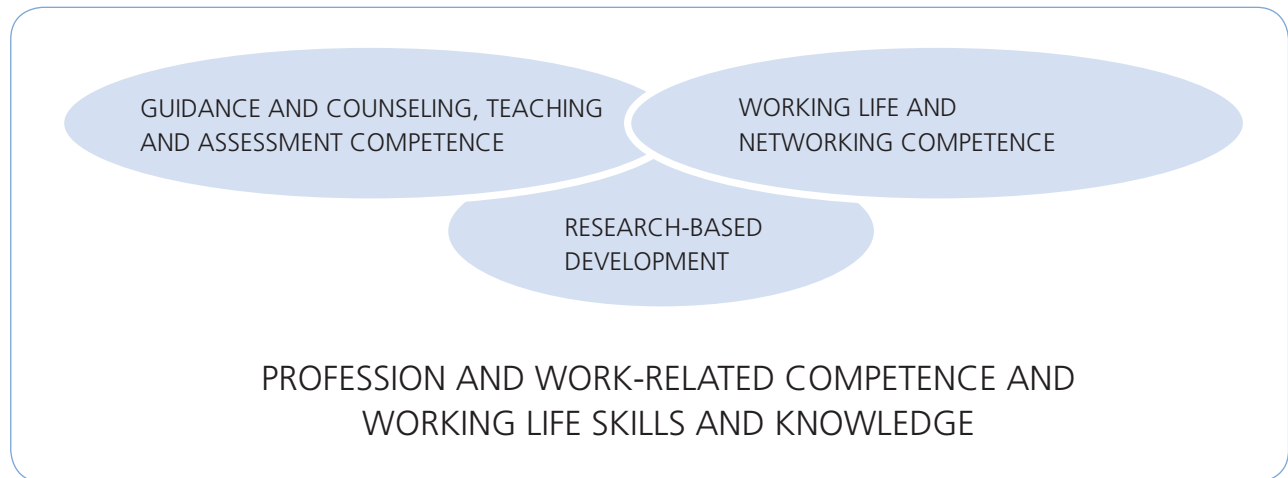 GUIDANCE AND COUNSELING, TEACHING
AND ASSESSMENT COMPETENCE
WORKING LIFE AND
NETWORKING COMPETENCE
RESEARCH-BASED
DEVELOPMENT
PROFESSION AND WORK-RELATED COMPETENCE AND
WORKING LIFE SKILLS AND KNOWLEDGE